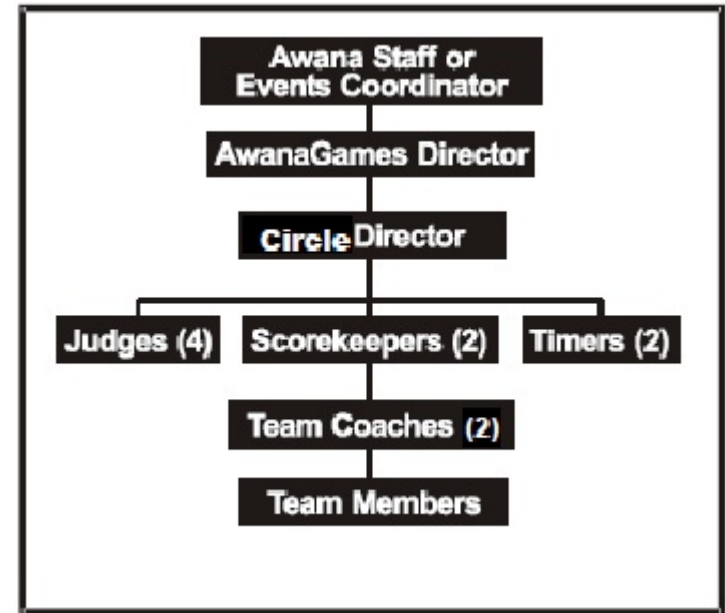 Awana Staff or
Events Coordinator
AwanaGames Director
Circle Director
Judges (4)
Scorekeepers (2)
Timers (2)
Team Coaches (2)
Team Members